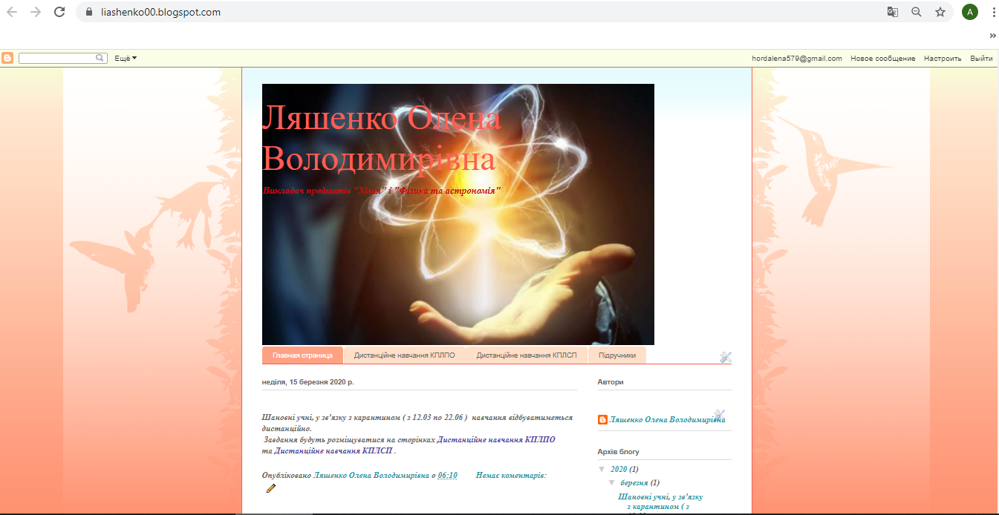 liashenko00.blogspot.com
A
»
Ещё
hordalena579@gmail.com Новое сообщение Настроить Выйти
Ляшенко Олена
Володимирівна
Викладач предметів "Хімія" і "Фізика та астрономія"
Главная страница Дистанційне навчання КПЛПО Дистанційне навчання КПЛСП Підручники
неділя, 15 березня 2020 р.
Шановні учні, у зв'язку з карантином ( з 12.03 по 22.06 ) навчання відбуватиметься
дистанційно.
Завдання будуть розміщуватися на сторінках Дистанційне навчання КПЛПО
та Дистанційне навчання КПЛСП .
Опубліковано Ляшенко Олена Володимирівна о 06:10 Немає коментарів:
Автори
Ляшенко Олена Володимирівна
Архів блогу
▼ 2020 (1)
▼ березня (1)
Шановні учні, у зв'язку
з карантином ( з